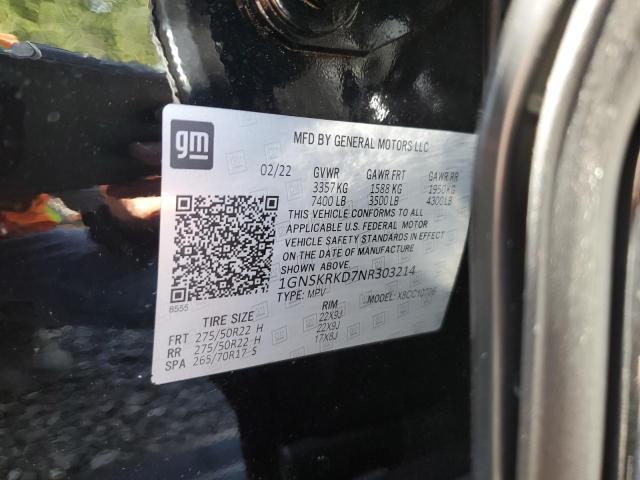 gm
MFD BY GENERAL MOTORS LLC
02/22 GVWR GAWR FRT GAWR RR
3357 KG 1588 KG 1950 KG
7400 LB 3500 LB 4300 LB
THIS VEHICLE CONFORMS TO ALL
APPLICABLE U.S. FEDERAL MOTOR
VEHICLE SAFETY STANDARDS IN EFFECT
ON THE DATE OF MANUFACTURE
SHOWN ABOVE.
1GNSKRKD7NR303214
TYPE: MPV MODEL:
8555
TIRE SIZE RIM
FRT 275/50R22 H 22X9J
RR 275/50R22 H 22X9J
SPA 265/70R17 S 17X8J